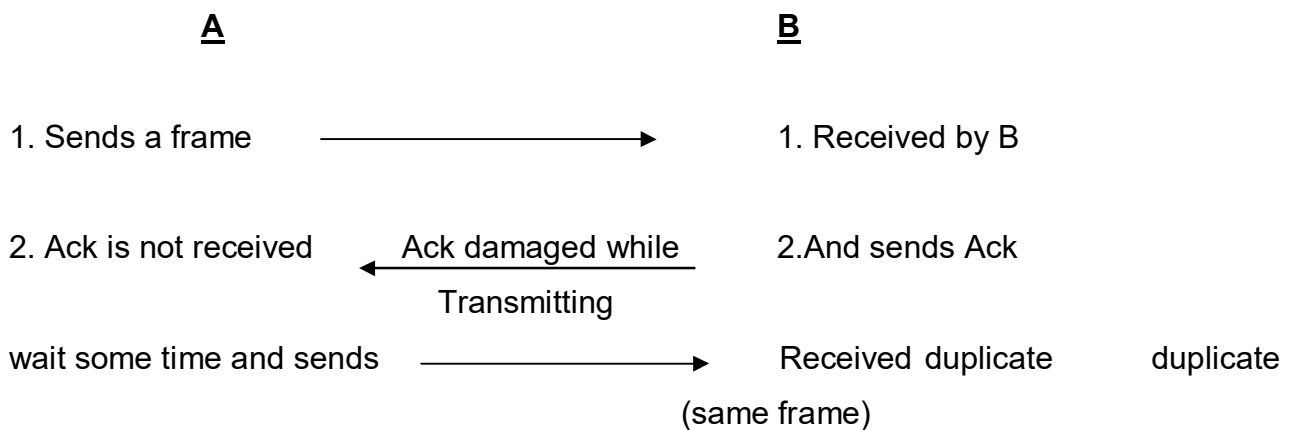 A B
1. Sends a frame 1. Received by B
2. Ack is not received Ack damaged while 2.And sends Ack
Transmitting
wait some time and sends Received duplicate duplicate
(same frame)